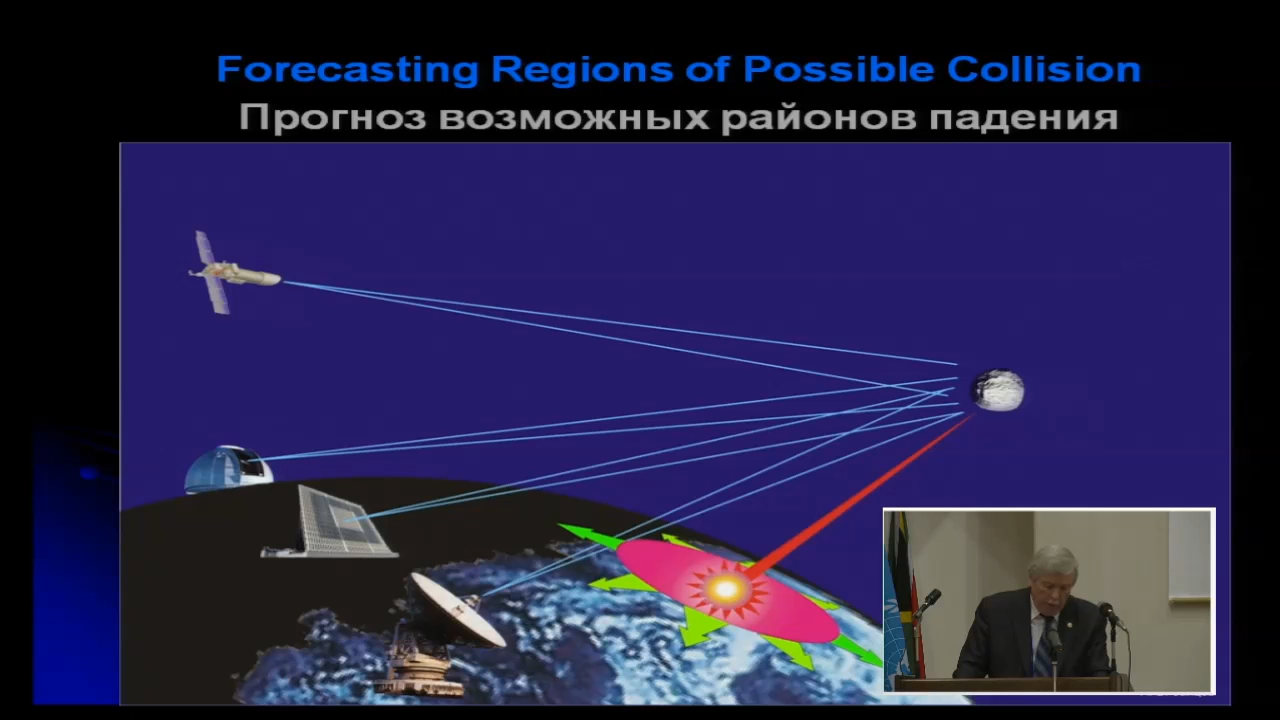 Forecasting Regions of Possible Collision
Прогноз возможных районов падения